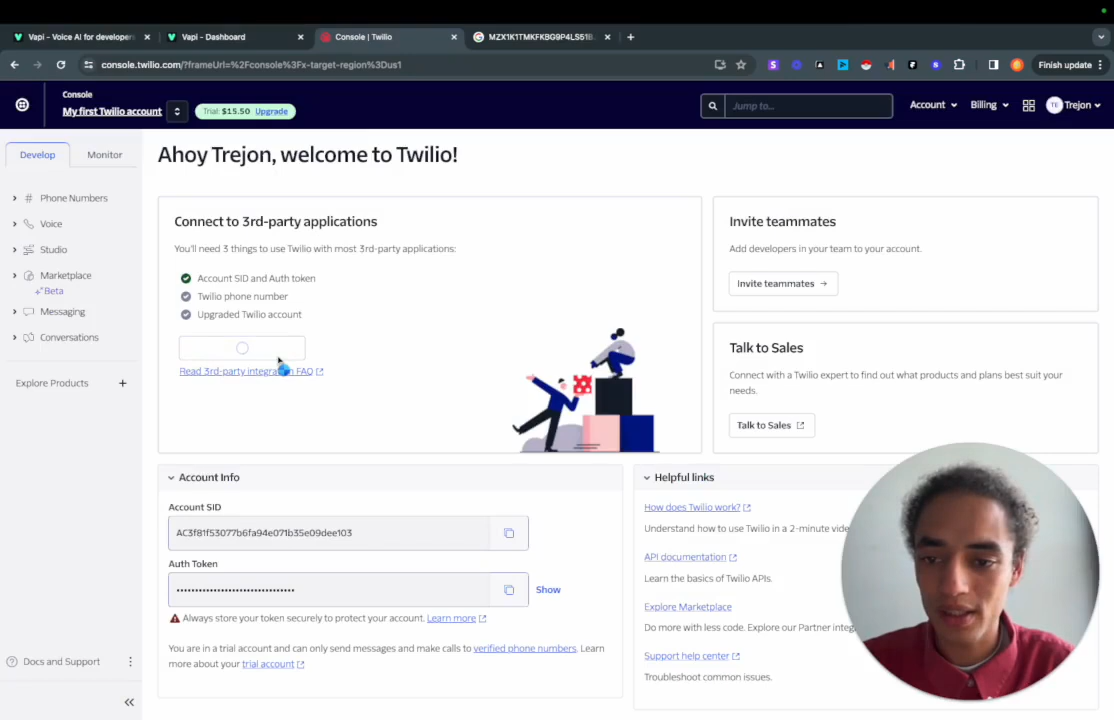 Vapi - Voice AI for developers
Vapi - Dashboard
Console | Twilio
MZX1K1TMKFKBG9P4LS51B
console.twilio.com/?frameUrl=%2Fconsole%3Fx-target-region%3Dus1
Finish update
Console
My first Twilio account
Trial: $15.50 Upgrade
Jump to...
Account
Billing
TE
Trejon
Develop
Monitor
Phone Numbers
Voice
Studio
Marketplace
Beta
Messaging
Conversations
Explore Products
Docs and Support
Ahoy Trejon, welcome to Twilio!
Connect to 3rd-party applications
You'll need 3 things to use Twilio with most 3rd-party applications:
Account SID and Auth token
Twilio phone number
Upgraded Twilio account
Read 3rd-party integration FAQ
Invite teammates
Add developers in your team to your account.
Invite teammates →
Talk to Sales
Connect with a Twilio expert to find out what products and plans best suit your
needs.
Talk to Sales
Account Info
Account SID
AC3f81f53077b6fa94e071b35e09dee103
Auth Token
••••••••••••••••••••••••••••••••
Show
Always store your token securely to protect your account. Learn more
You are in a trial account and can only send messages and make calls to verified phone numbers. Learn
more about your trial account
Helpful links
How does Twilio work?
Understand how to use Twilio in a 2-minute
API documentation
Learn the basics of Twilio APIs.
Explore Marketplace
Do more with less code. Explore our Partner
Support help center
Troubleshoot common issues.